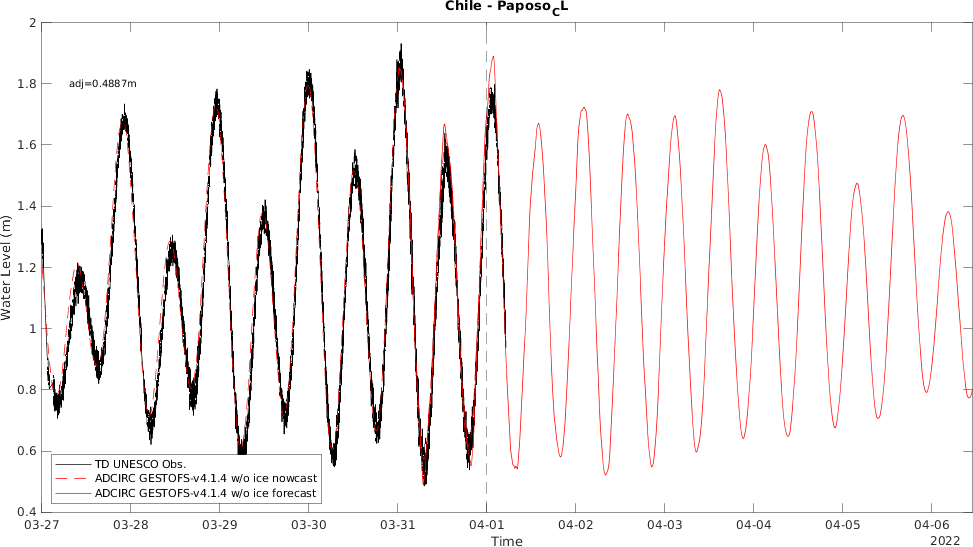 Chile - Paposo_CL
2
1.8
1.6
1.4
1.2
1
0.8
0.6
0.4
Water Level (m)
adj=0.4887m
TD UNESCO Obs.
ADCIRC GESTOFS-v4.1.4 w/o ice nowcast
ADCIRC GESTOFS-v4.1.4 w/o ice forecast
03-27 03-28 03-29 03-30 03-31 04-01 04-02 04-03 04-04 04-05 04-06
Time
2022